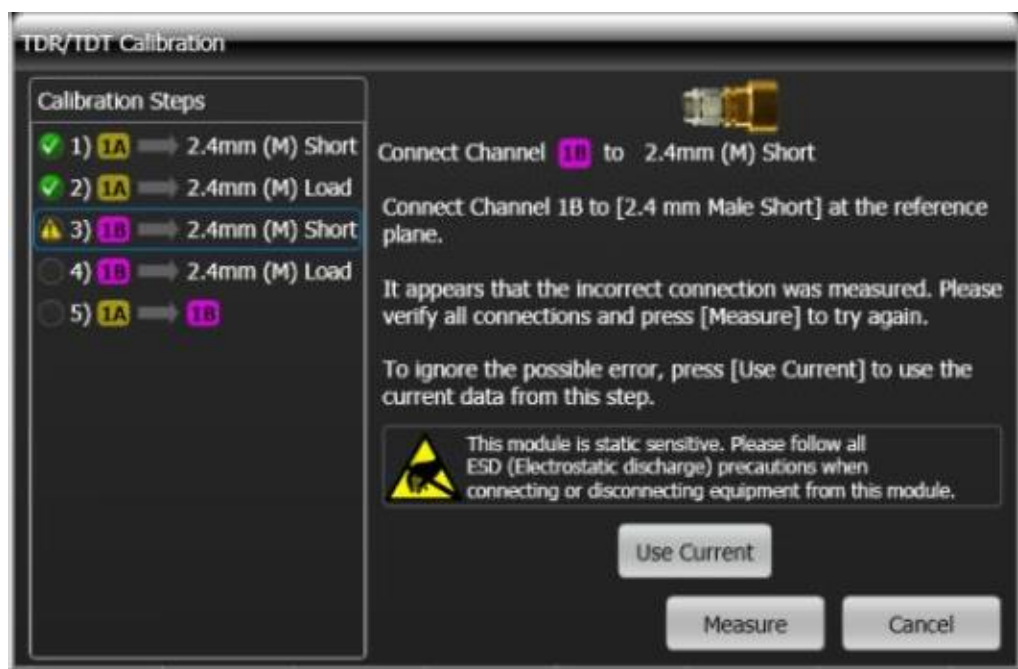 TDR/TDT Calibration
Calibration Steps
1) 1A 2.4mm (M) Short
2) 1A 2.4mm (M) Load
3) 1B 2.4mm (M) Short
4) 1B 2.4mm (M) Load
5) 1A 1B
Connect Channel 1B to 2.4mm (M) Short
Connect Channel 1B to [2.4 mm Male Short] at the reference
plane.
It appears that the incorrect connection was measured. Please
verify all connections and press [Measure] to try again.
To ignore the possible error, press [Use Current] to use the
current data from this step.
This module is static sensitive. Please follow all
ESD (Electrostatic discharge) precautions when
connecting or disconnecting equipment from this module.
Use Current
Measure
Cancel